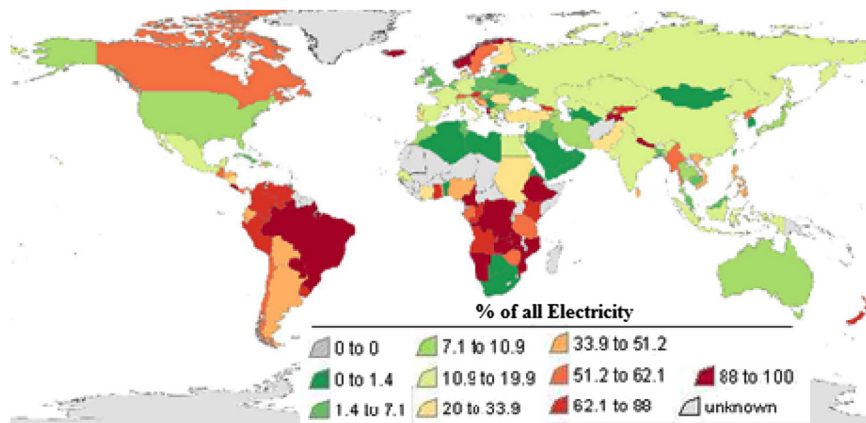 % of all Electricity
0 to 0
7.1 to 10.9
33.9 to 51.2
0 to 1.4
10.9 to 19.9
51.2 to 62.1
88 to 100
1.4 to 7.1
20 to 33.9
62.1 to 88
unknown